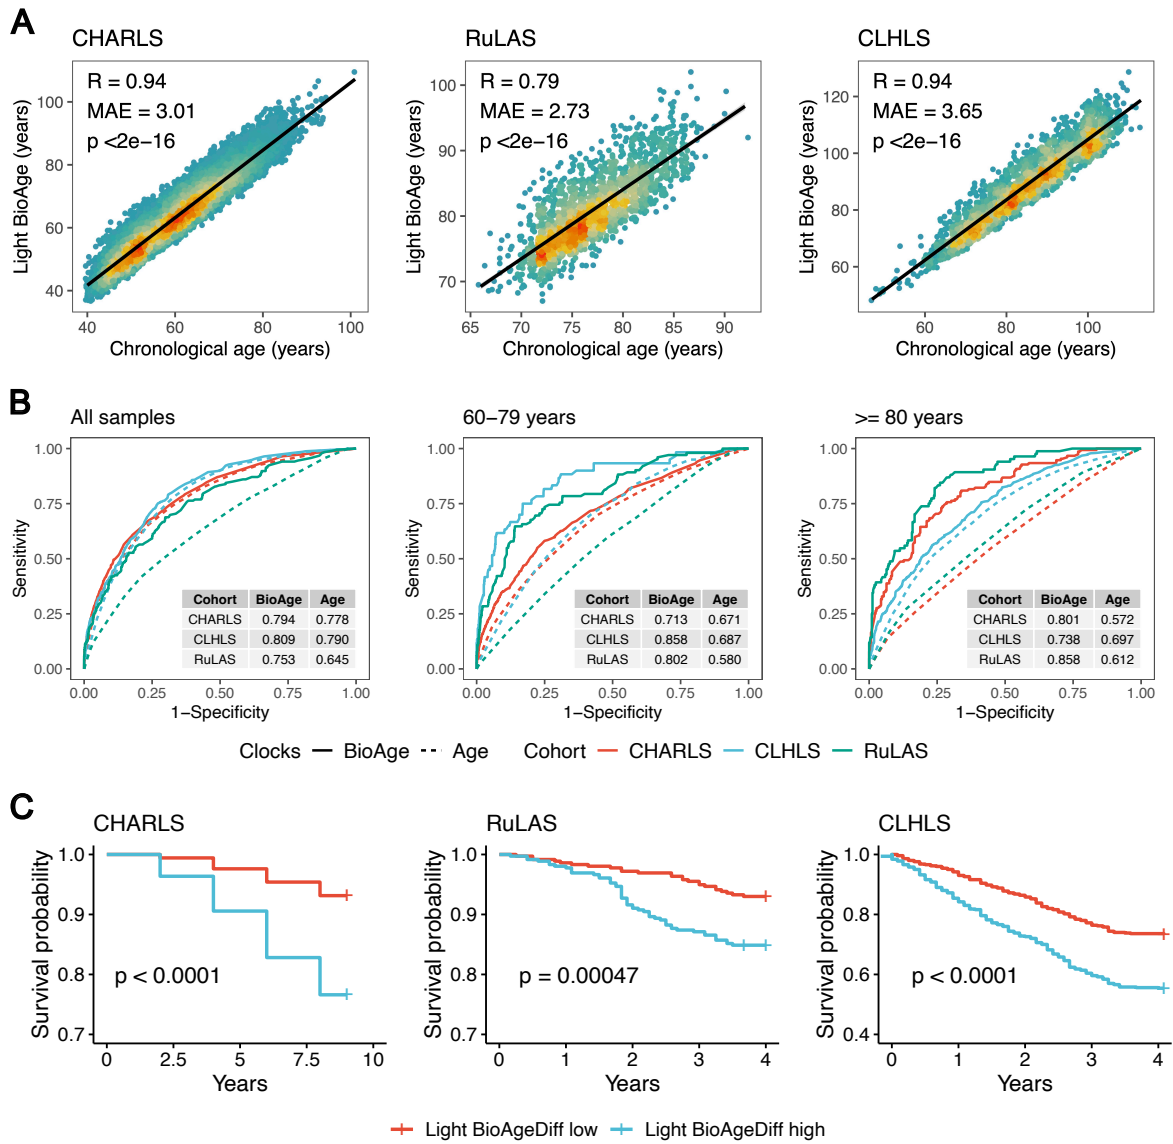 A
CHARLS
R = 0.94
MAE = 3.01
p <2e−16
Light BioAge (years)
100
80
60
40
40 60 80 100
Chronological age (years)
RuLAS
R = 0.79
MAE = 2.73
p <2e−16
Light BioAge (years)
100
90
80
70
65 70 75 80 85 90
Chronological age (years)
CLHLS
R = 0.94
MAE = 3.65
p <2e−16
Light BioAge (years)
120
100
80
60
60 80 100
Chronological age (years)
B
All samples
Sensitivity
1.00
0.75
0.50
0.25
0.00
Cohort BioAge Age
CHARLS 0.794 0.778
CLHLS 0.809 0.790
RuLAS 0.753 0.645
0.00 0.25 0.50 0.75 1.00
1−Specificity
60−79 years
Sensitivity
1.00
0.75
0.50
0.25
0.00
Cohort BioAge Age
CHARLS 0.713 0.671
CLHLS 0.858 0.687
RuLAS 0.802 0.580
0.00 0.25 0.50 0.75 1.00
1−Specificity
>= 80 years
Sensitivity
1.00
0.75
0.50
0.25
0.00
Cohort BioAge Age
CHARLS 0.801 0.572
CLHLS 0.738 0.697
RuLAS 0.858 0.612
0.00 0.25 0.50 0.75 1.00
1−Specificity
Clocks BioAge Age Cohort CHARLS CLHLS RuLAS
C
CHARLS
Survival probability
1.0
0.9
0.8
0.7
p < 0.0001
0 2.5 5 7.5 10
Years
RuLAS
Survival probability
1.0
0.9
0.8
0.7
p = 0.00047
0 1 2 3 4
Years
CLHLS
Survival probability
1.0
0.8
0.6
0.4
p < 0.0001
0 1 2 3 4
Years
Light BioAgeDiff low Light BioAgeDiff high